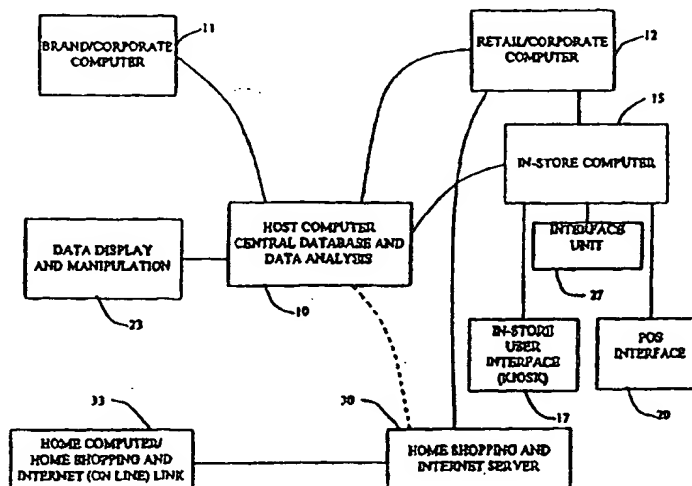 11
BRAND/CORPORATE
COMPUTER
RETAIL/CORPORATE
COMPUTER
12
15
IN-STORE COMPUTER
HOST COMPUTER
CENTRAL DATABASE AND
DATA ANALYSIS
10
DATA DISPLAY
AND MANIPULATION
23
INTERFACE
UNIT
27
IN-STORE
USER
INTERFACE
(KIOSK)
17
POS
INTERFACE
20
33
HOME COMPUTER/
HOME SHOPPING AND
INTERNET (ON LINE) LINK
30
HOME SHOPPING AND
INTERNET SERVER